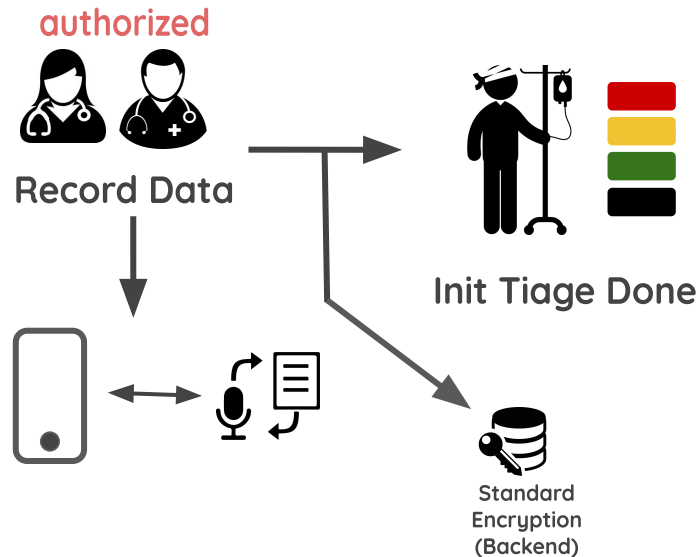 authorized
Record Data
Init Tiage Done
Standard
Encryption
(Backend)